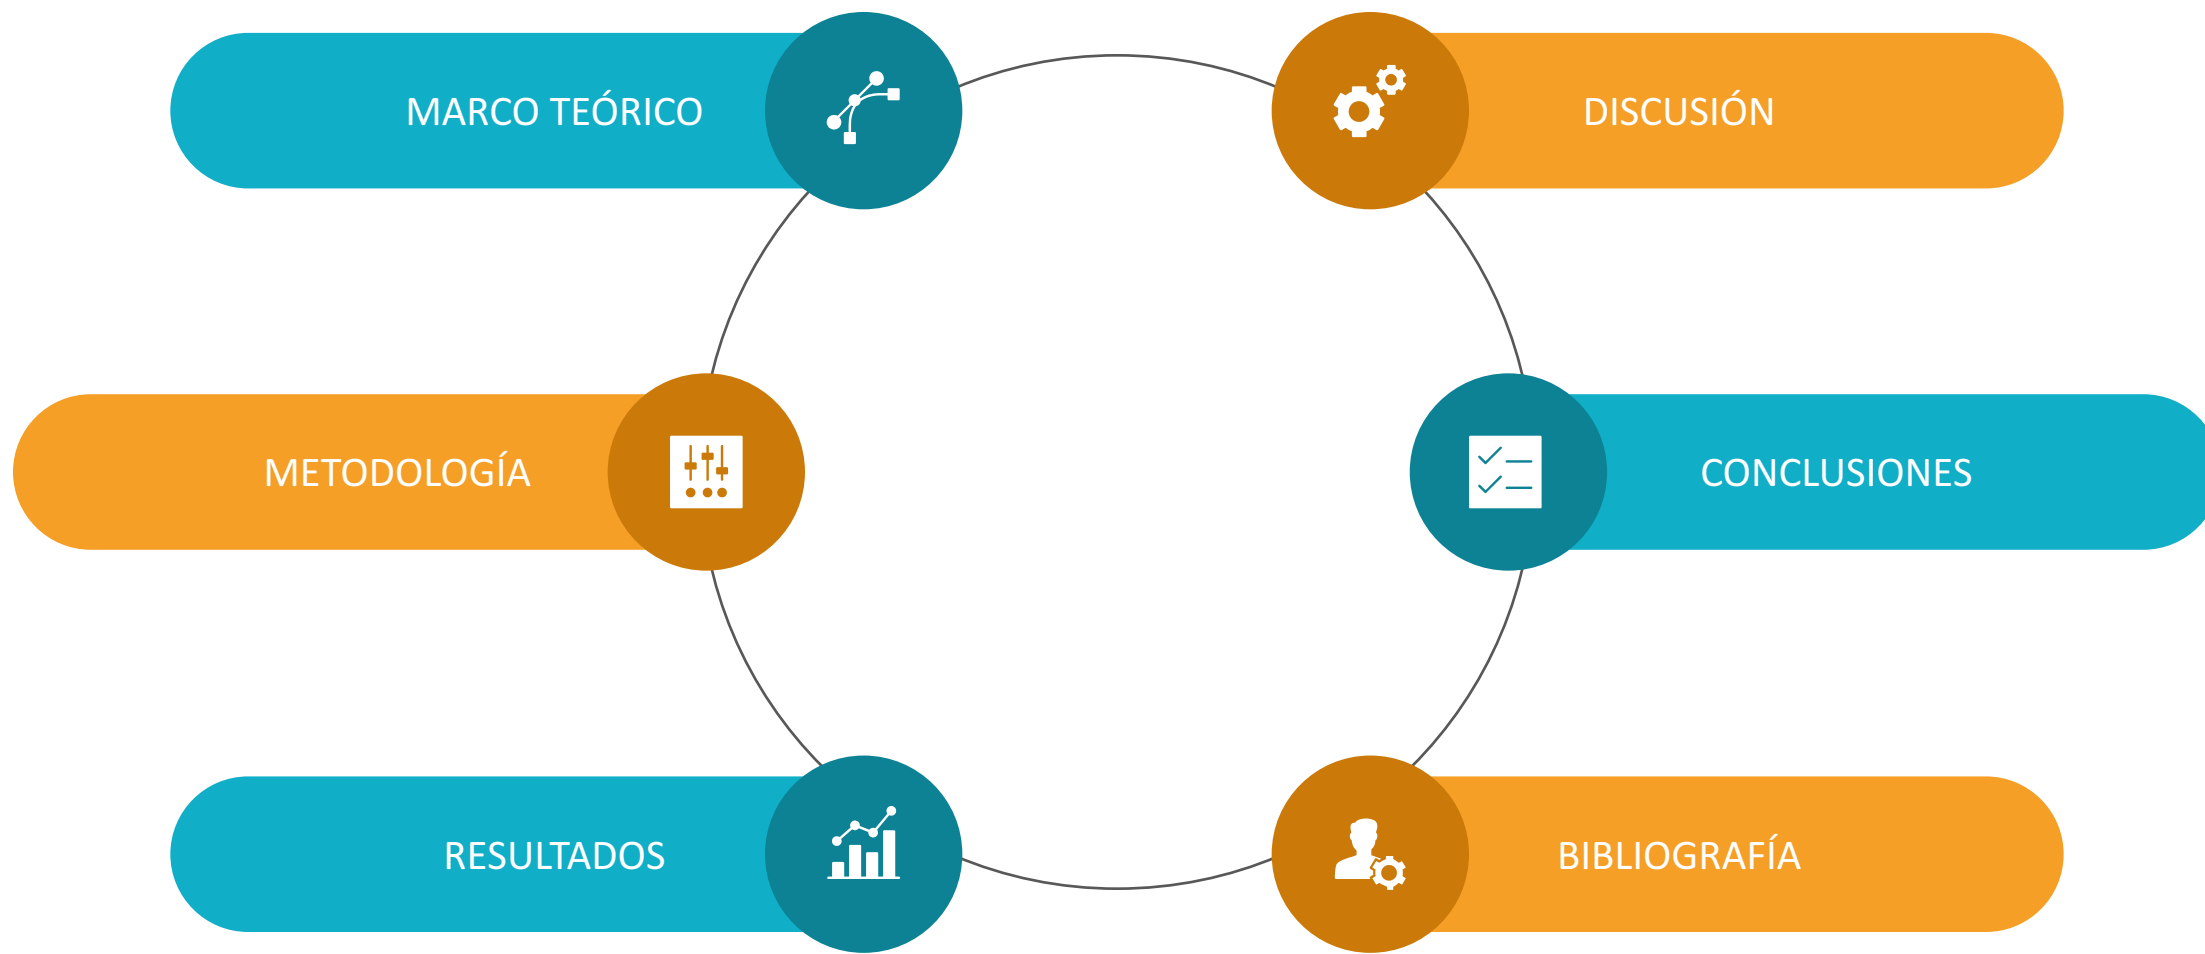 MARCO TEÓRICO
METODOLOGÍA
RESULTADOS
DISCUSIÓN
CONCLUSIONES
BIBLIOGRAFÍA